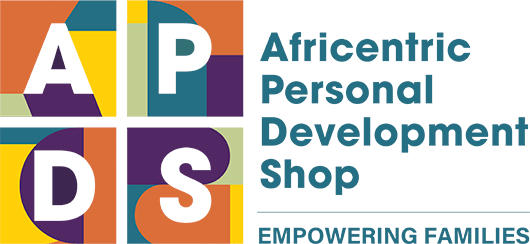 A P
D S
Africentric
Personal
Development
Shop
EMPOWERING FAMILIES